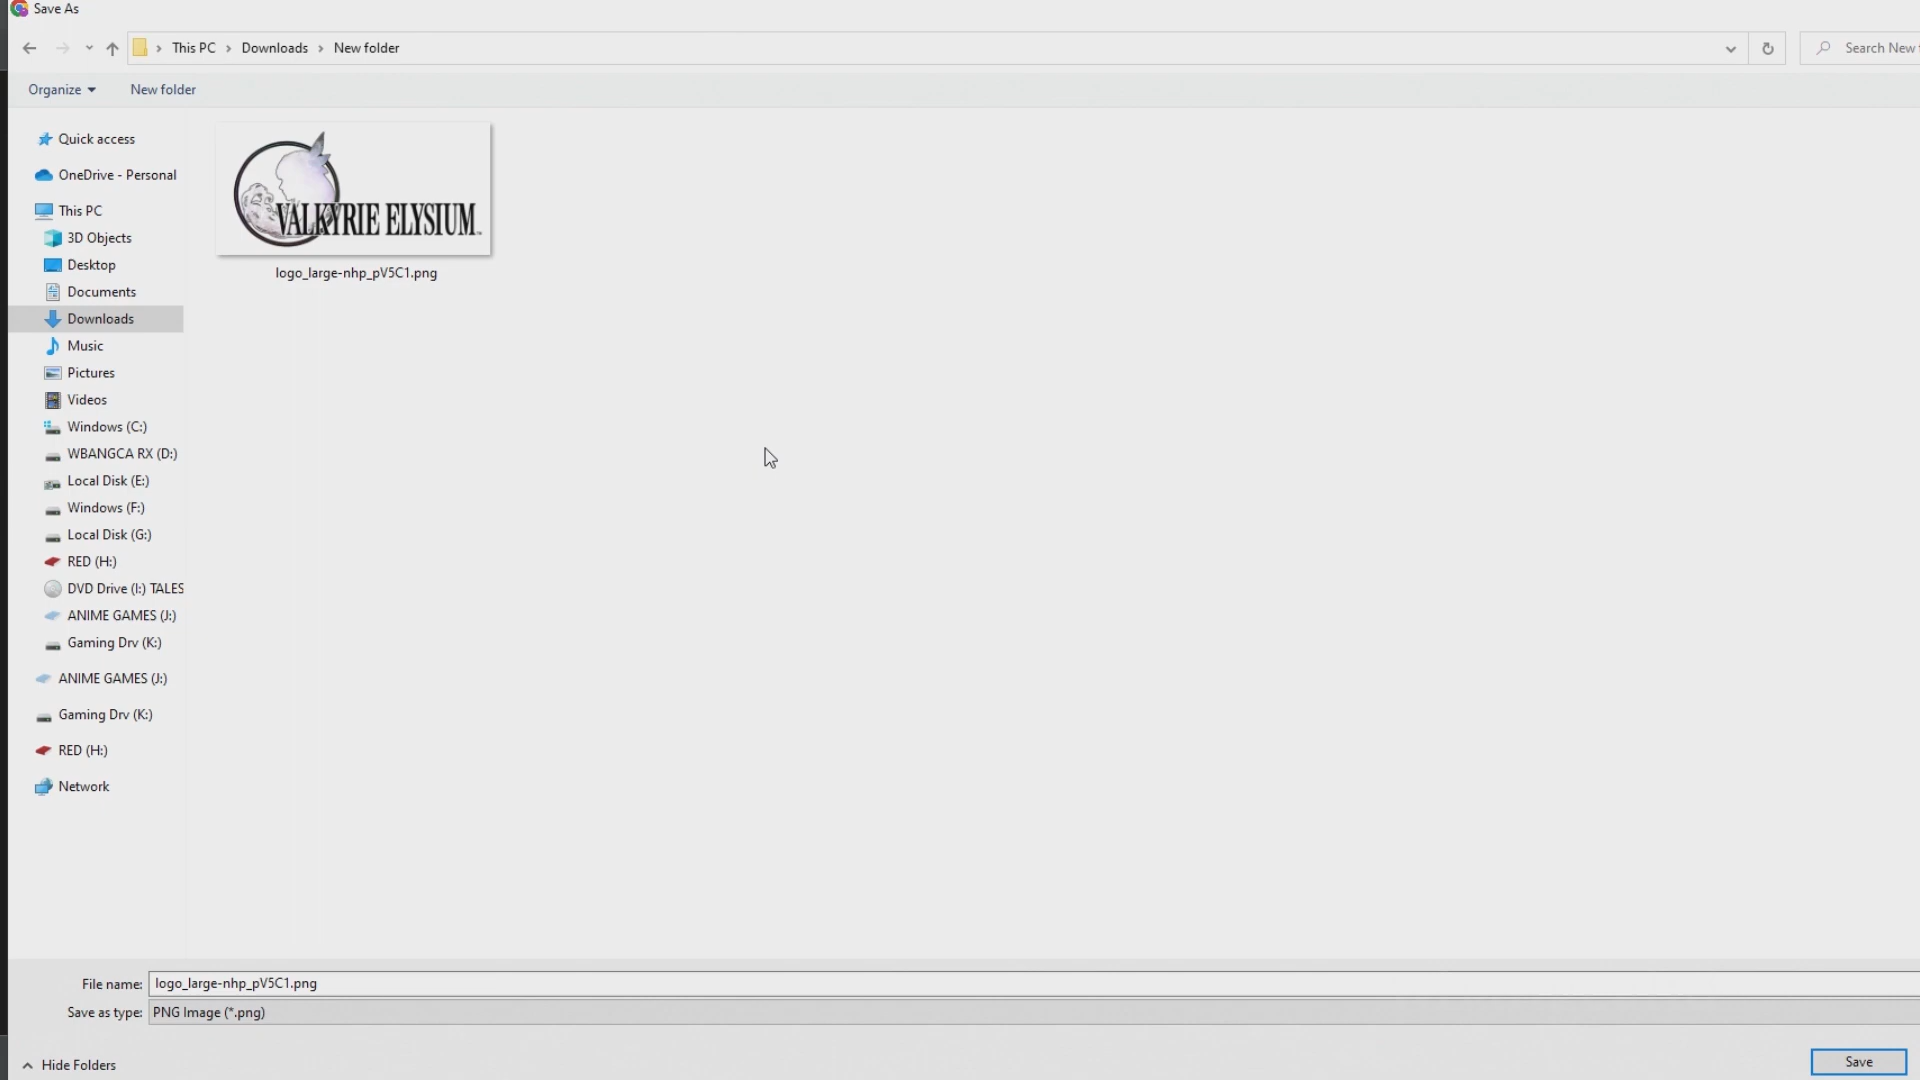 Save As
This PC
Downloads
New folder
Search New
Organize
New folder
Quick access
OneDrive - Personal
This PC
3D Objects
Desktop
Documents
Downloads
Music
Pictures
Videos
Windows (C:)
WBANGCA RX (D:)
Local Disk (E:)
Windows (F:)
Local Disk (G:)
RED (H:)
DVD Drive (I:) TALES
ANIME GAMES (J:)
Gaming Drv (K:)
ANIME GAMES (J:)
Gaming Drv (K:)
RED (H:)
Network
VALKYRIE ELYSIUM
logo_large-nhp_pV5C1.png
File name: logo_large-nhp_pV5C1.png
Save as type: PNG Image (*.png)
Hide Folders
Save